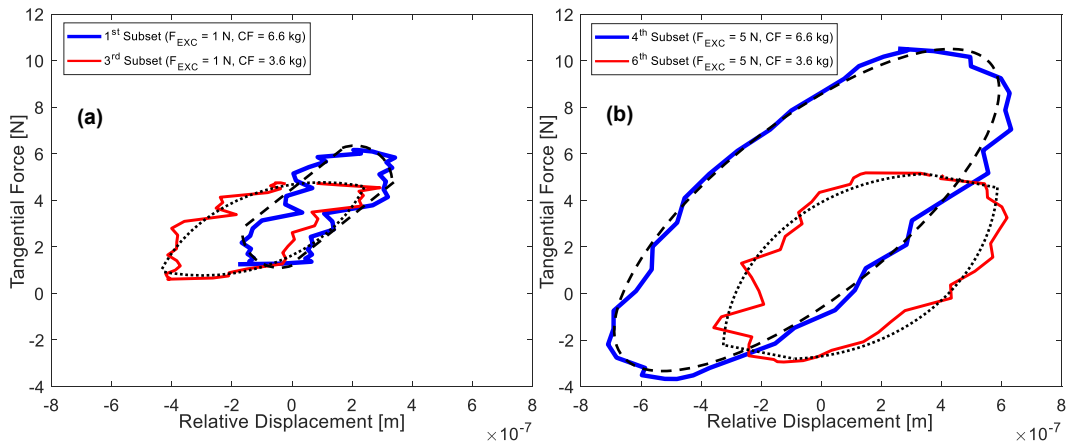 12
10
8
6
4
2
0
-2
-4
Tangential Force [N]
1st Subset (FEXC = 1 N, CF = 6.6 kg)
3rd Subset (FEXC = 1 N, CF = 3.6 kg)
(a)
-8 -6 -4 -2 0 2 4 6 8
Relative Displacement [m]
×10-7
12
10
8
6
4
2
0
-2
-4
Tangential Force [N]
4th Subset (FEXC = 5 N, CF = 6.6 kg)
6th Subset (FEXC = 5 N, CF = 3.6 kg)
(b)
-8 -6 -4 -2 0 2 4 6 8
Relative Displacement [m]
×10-7